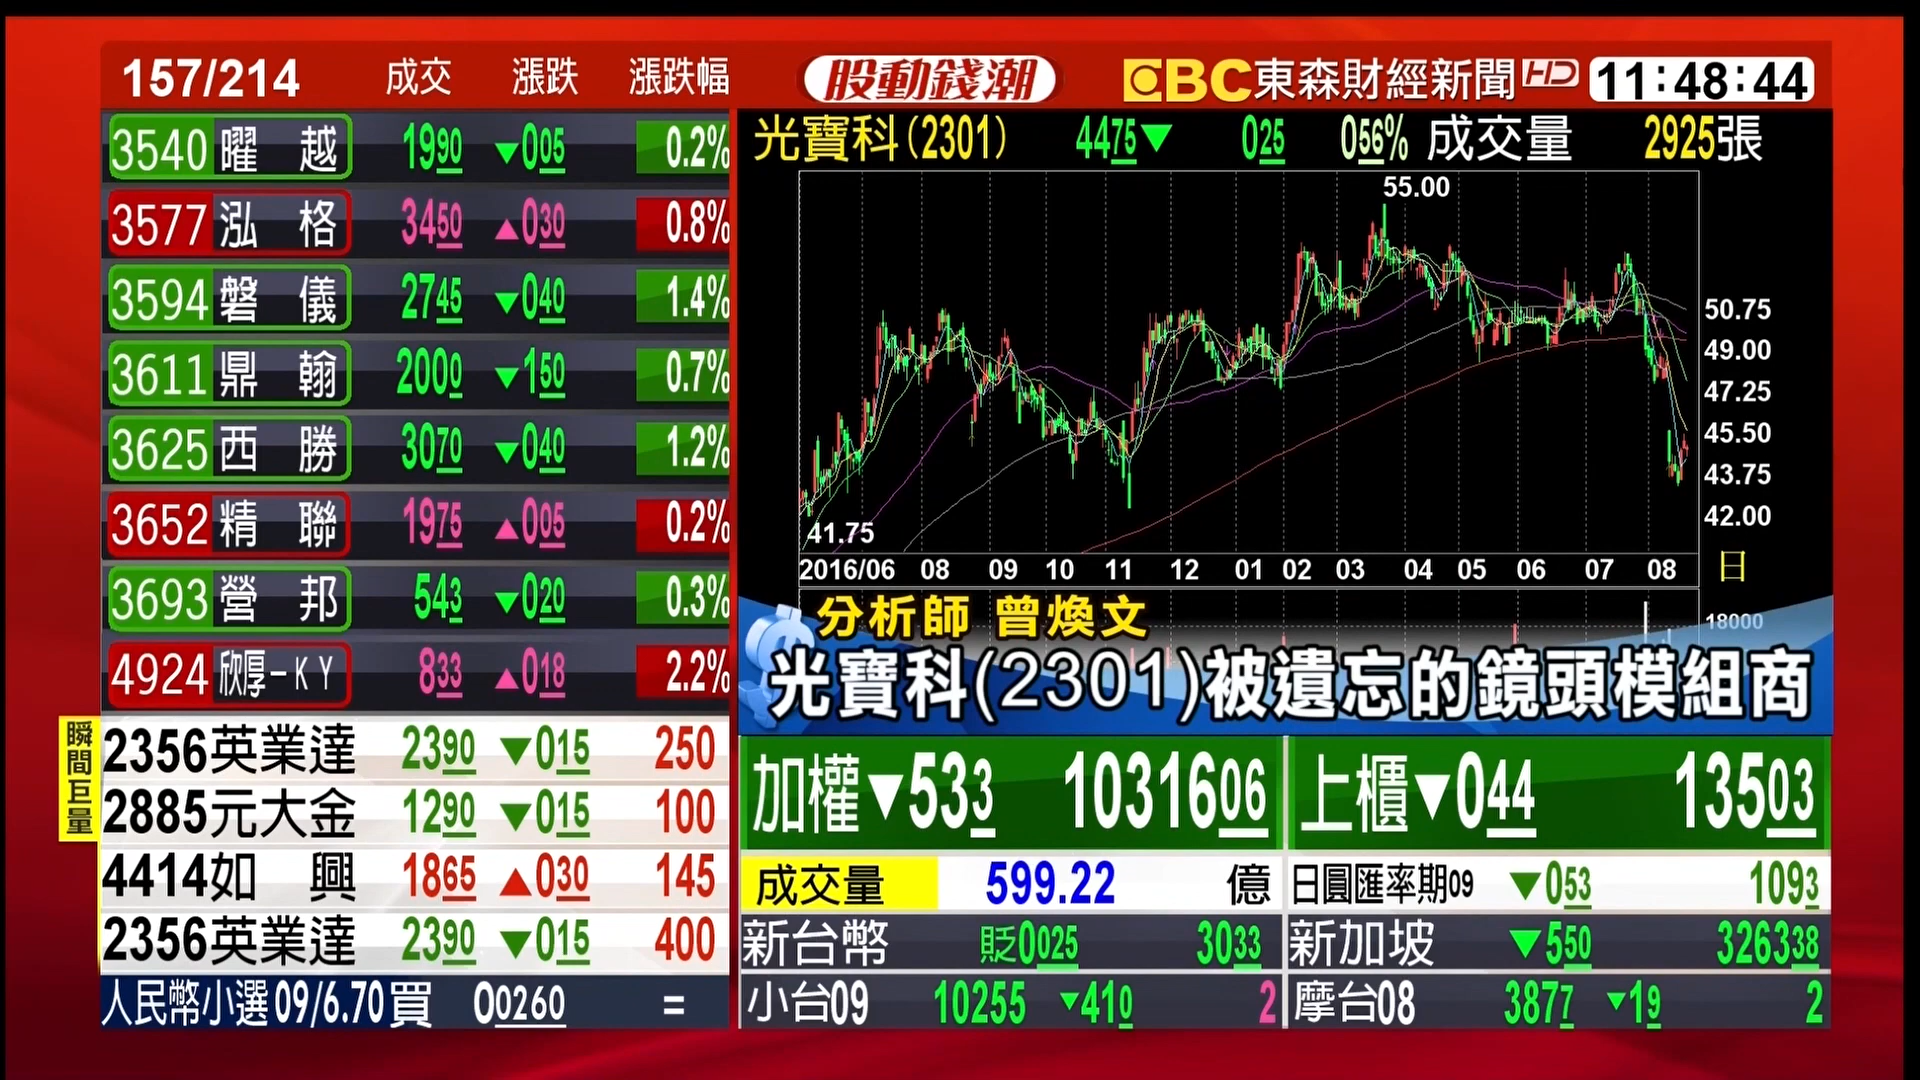 157/214 成交 漲跌 漲跌幅
3540 曜越 1990 ▼005 0.2%
3577 泓格 3450 ▲030 0.8%
3594 磐儀 2745 ▼040 1.4%
3611 鼎翰 2000 ▼150 0.7%
3625 西勝 3070 ▼040 1.2%
3652 精聯 1975 ▲005 0.2%
3693 營邦 543 ▼020 0.3%
4924 欣厚-KY 833 ▲018 2.2%
瞬間巨量
2356英業達 2390 ▼015 250
2885元大金 1290 ▼015 100
4414如興 1865 ▲030 145
2356英業達 2390 ▼015 400
人民幣小選09/6.70買 00260 =
股動錢潮 EBC東森財經新聞HD 11:48:44
光寶科(2301) 4475▼ 025 056% 成交量 2925張
55.00
50.75
49.00
47.25
45.50
43.75
42.00
41.75
2016/06 08 09 10 11 12 01 02 03 04 05 06 07 08 日
18000
分析師 曾煥文
光寶科(2301)被遺忘的鏡頭模組商
加權▼533 1031606 上櫃▼044 13503
成交量 599.22 億 日圓匯率期09 ▼053 1093
新台幣 貶0025 3033 新加坡 ▼550 326338
小台09 10255 ▼410 2 摩台08 3877 ▼19 2